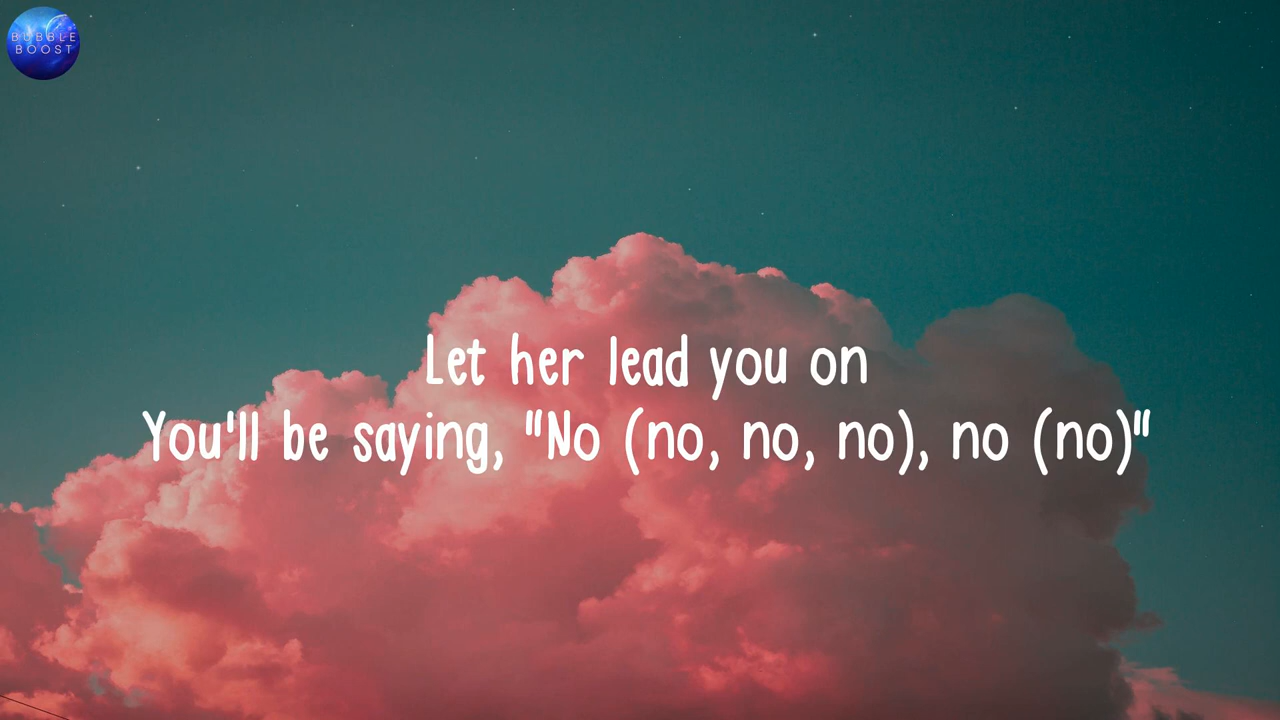 BUBBLE
BOOST
Let her lead you on
You'll be saying, "No (no, no, no), no (no)"